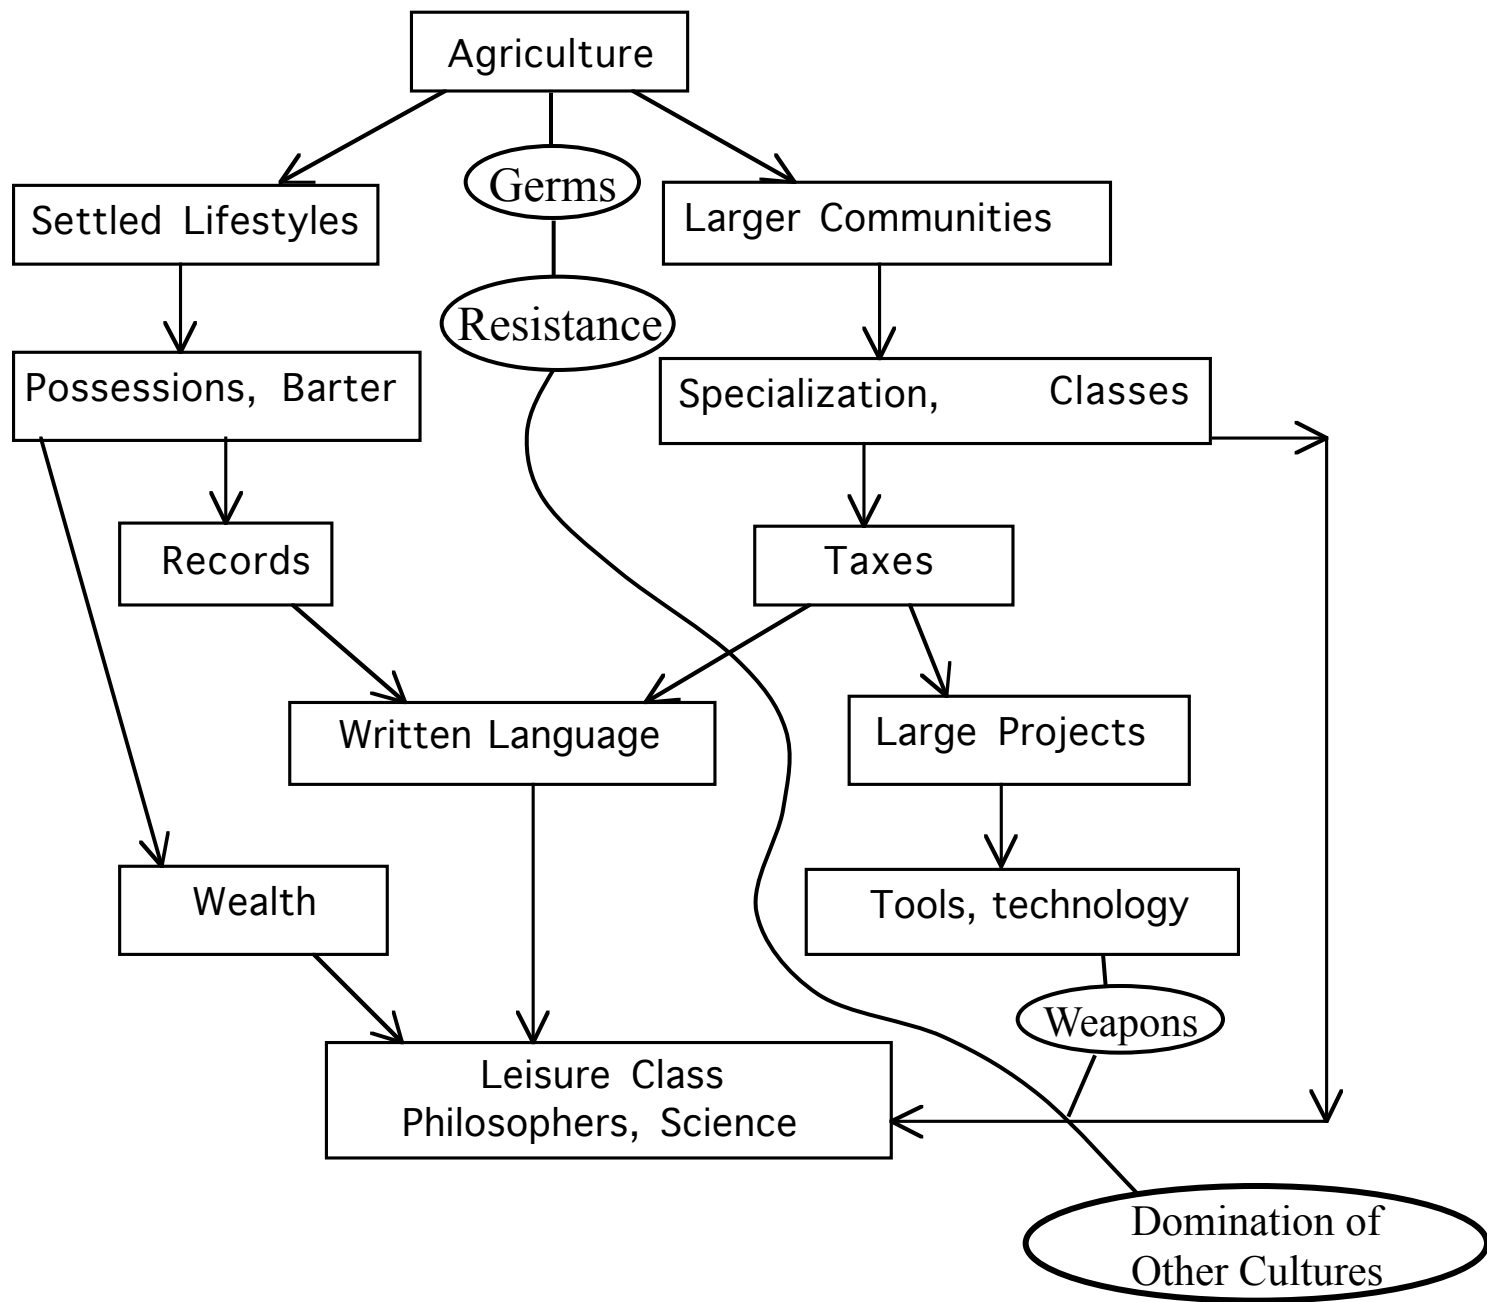 Agriculture
Germs
Settled Lifestyles
Larger Communities
Resistance
Possessions, Barter
Specialization, Classes
Records
Taxes
Written Language
Large Projects
Wealth
Tools, technology
Weapons
Leisure Class
Philosophers, Science
Domination of
Other Cultures